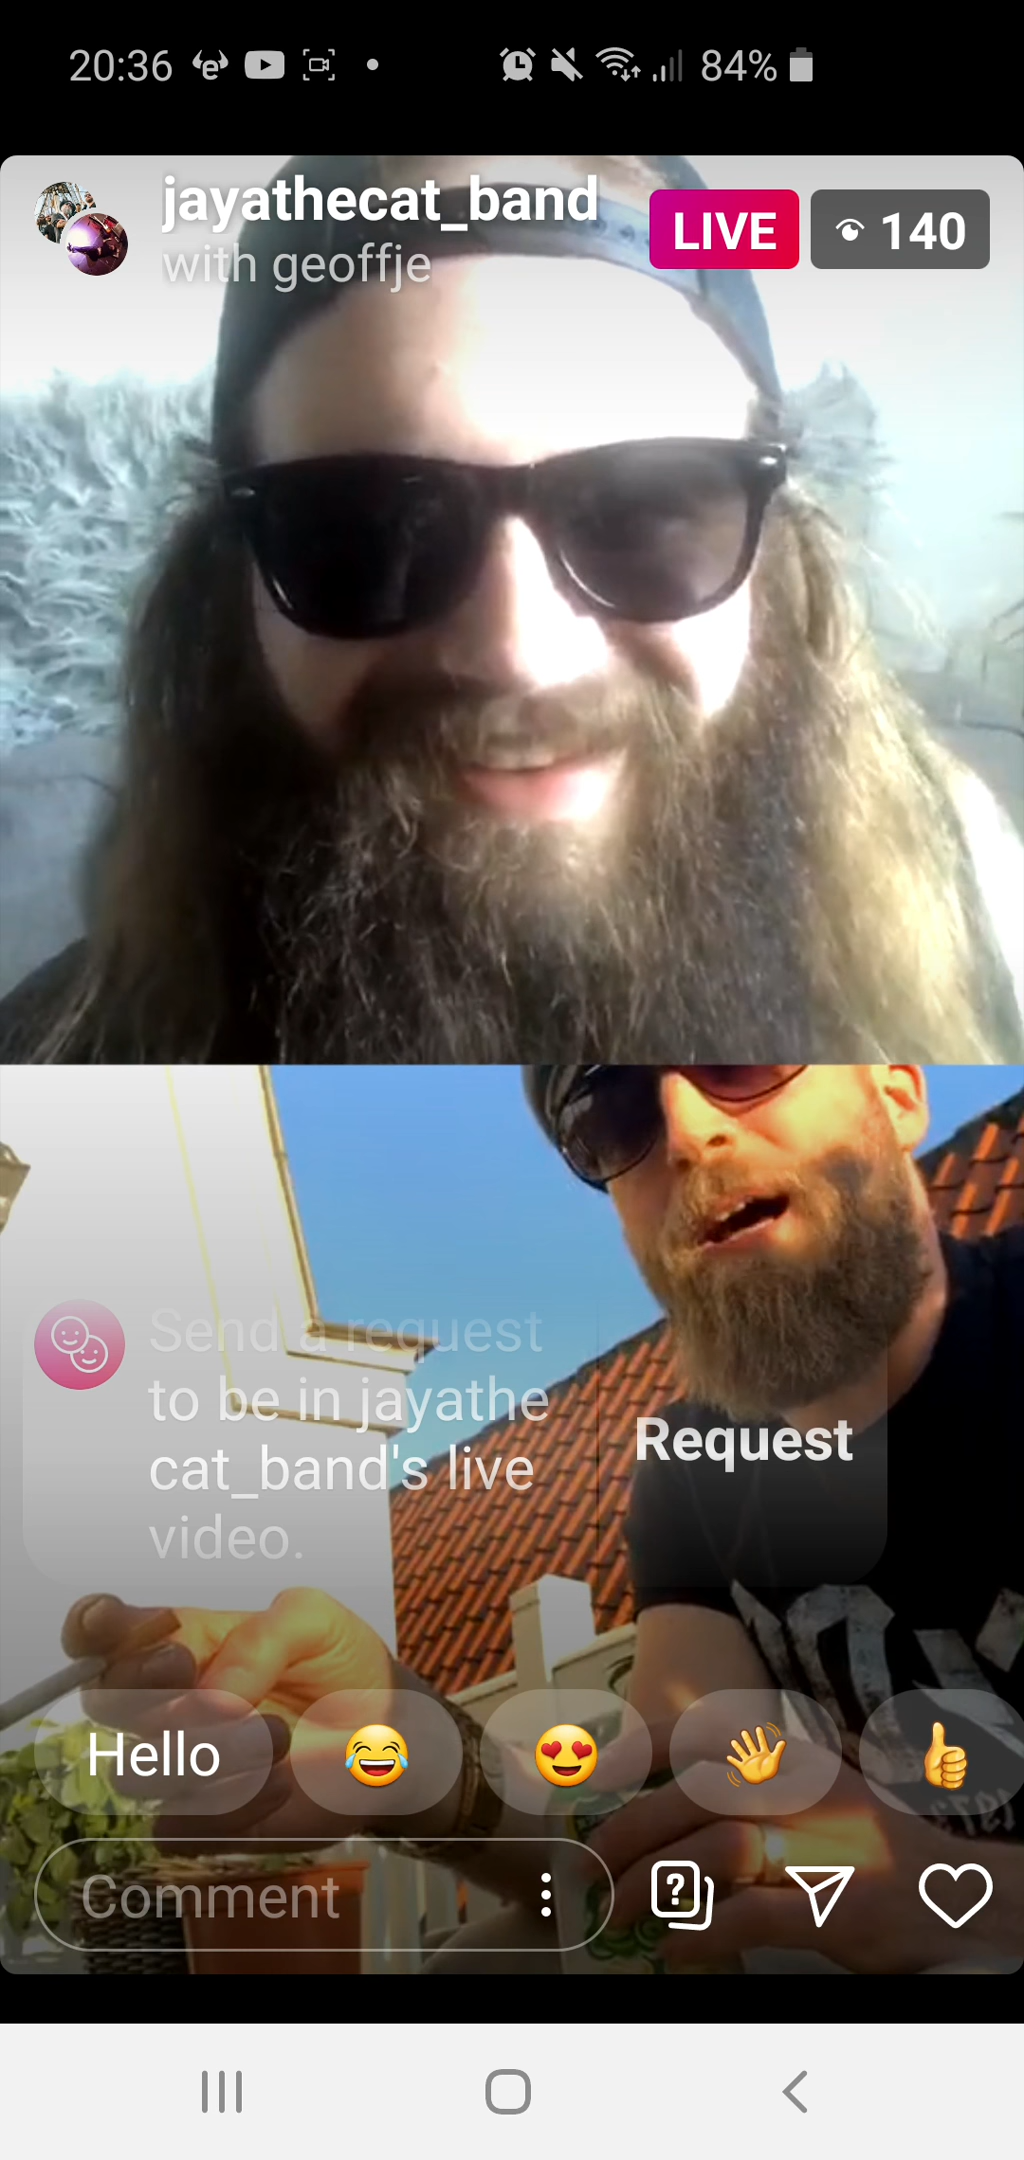 20:36
84%
jayathecat_band
with geoffje
LIVE
140
Send a request
to be in jayathe
cat_band's live
video.
Request
Hello
1973
Comment